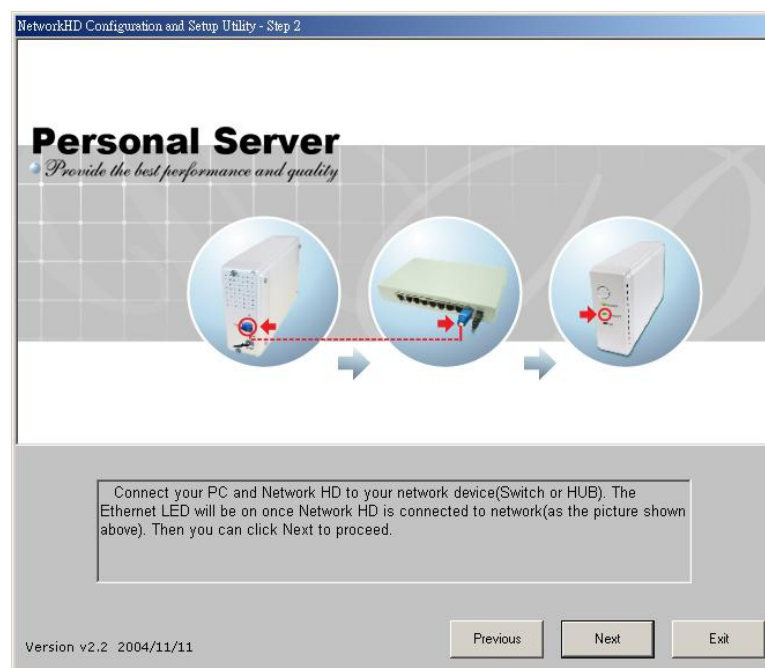 NetworkHD Configuration and Setup Utility - Step 2
Personal Server
Provide the best performance and quality
Connect your PC and Network HD to your network device(Switch or HUB). The
Ethernet LED will be on once Network HD is connected to network(as the picture shown
above). Then you can click Next to proceed.
Version v2.2 2004/11/11
Previous
Next
Exit